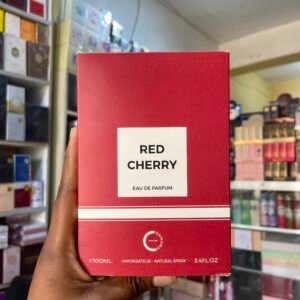 RED
CHERRY
EAU DE PARFUM
100ML VAPORISATEUR - NATURAL SPRAY 3.4FL.OZ